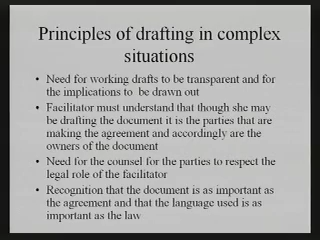 Principles of drafting in complex
situations
• Need for working drafts to be transparent and for
the implications to be drawn out
• Facilitator must understand that though she may
be drafting the document it is the parties that are
making the agreement and accordingly are the
owners of the document
• Need for the counsel for the parties to respect the
legal role of the facilitator
• Recognition that the document is as important as
the agreement and that the language used is as
important as the law